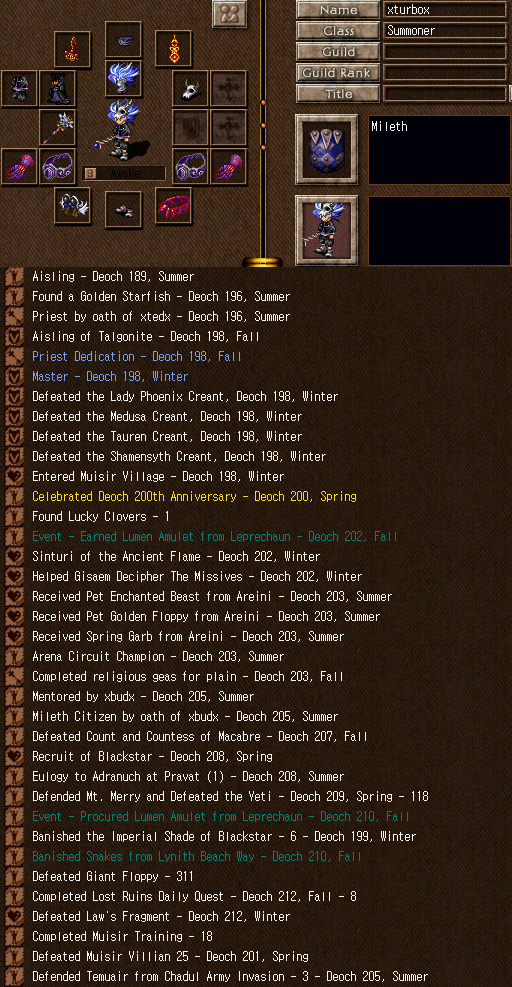 Name
xturbox
Class
Summoner
Guild
Guild Rank
Title
Mileth
Awake
Aisling - Deoch 189, Summer
Found a Golden Starfish - Deoch 196, Summer
Priest by oath of xtedx - Deoch 196, Summer
Aisling of Talgonite - Deoch 198, Fall
Priest Dedication - Deoch 198, Fall
Master - Deoch 198, Winter
Defeated the Lady Phoenix Creant, Deoch 198, Winter
Defeated the Medusa Creant, Deoch 198, Winter
Defeated the Tauren Creant, Deoch 198, Winter
Defeated the Shamensyth Creant, Deoch 198, Winter
Entered Muisir Village - Deoch 198, Winter
Celebrated Deoch 200th Anniversary - Deoch 200, Spring
Found Lucky Clovers - 1
Event - Earned Lumen Amulet from Leprechaun - Deoch 202, Fall
Sinturi of the Ancient Flame - Deoch 202, Winter
Helped Gisaem Decipher The Missives - Deoch 202, Winter
Received Pet Enchanted Beast from Areini - Deoch 203, Summer
Received Pet Golden Floppy from Areini - Deoch 203, Summer
Received Spring Garb from Areini - Deoch 203, Summer
Arena Circuit Champion - Deoch 203, Summer
Completed religious geas for plain - Deoch 203, Fall
Mentored by xbudx - Deoch 205, Summer
Mileth Citizen by oath of xbudx - Deoch 205, Summer
Defeated Count and Countess of Macabre - Deoch 207, Fall
Recruit of Blackstar - Deoch 208, Spring
Eulogy to Adranuch at Pravat (1) - Deoch 208, Summer
Defended Mt. Merry and Defeated the Yeti - Deoch 209, Spring - 118
Event - Procured Lumen Amulet from Leprechaun - Deoch 210, Fall
Banished the Imperial Shade of Blackstar - 6 - Deoch 199, Winter
Banished Snakes from Lynith Beach Way - Deoch 210, Fall
Defeated Giant Floppy - 311
Completed Lost Ruins Daily Quest - Deoch 212, Fall - 8
Defeated Law's Fragment - Deoch 212, Winter
Completed Muisir Training - 18
Defeated Muisir Villian 25 - Deoch 201, Spring
Defended Temuair from Chadul Army Invasion - 3 - Deoch 205, Summer